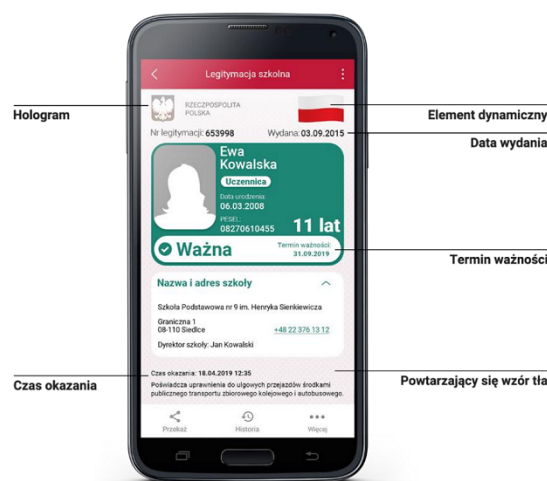 Legitymacja szkolna
RZECZPOSPOLITA
POLSKA
Hologram
Element dynamiczny
Nr legitymacji: 653998 Wydana: 03.09.2015
Data wydania
Ewa
Kowalska
Uczennica
Data urodzenia:
06.03.2008
PESEL:
08270610455
11 lat
Ważna
Termin ważności:
31.09.2019
Termin ważności
Nazwa i adres szkoły
Szkoła Podstawowa nr 9 im. Henryka Sienkiewicza
Graniczna 1
08-110 Siedlce +48 22 376 13 12
Dyrektor szkoły: Jan Kowalski
Czas okazania: 18.04.2019 12:35
Czas okazania
Powtarzający się wzór tła
Poświadcza uprawnienia do ulgowych przejazdów środkami
publicznego transportu zbiorowego kolejowego i autobusowego.
Przekaż Historia Więcej